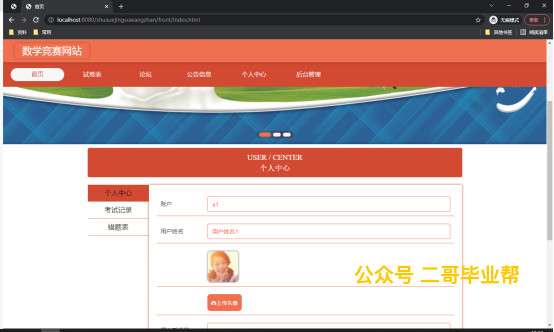 首页
localhost:8080/shuxuejingsaiwangzhan/front/index.html
无痕模式
更新
资料 常用
其他书签 阅读清单
数学竞赛网站
首页 试卷表 论坛 公告信息 个人中心 后台管理
USER / CENTER
个人中心
个人中心
考试记录
错题表
账户 a1
用户姓名 用户姓名1
上传头像
公众号 二哥毕业帮